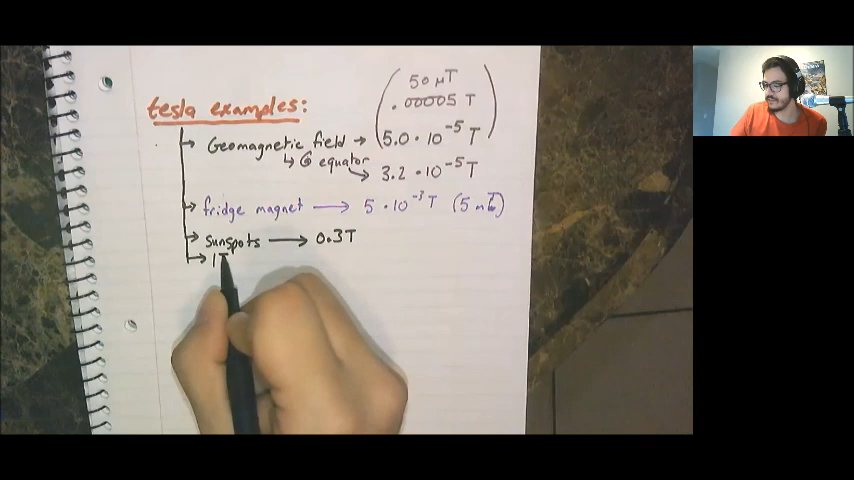 tesla examples:
50 μT
.00005 T
Geomagnetic field → 5.0 · 10⁻⁵ T
↳ @ equator → 3.2 · 10⁻⁵ T
fridge magnet → 5 · 10⁻³ T (5 mT)
sunspots → 0.3T
1T